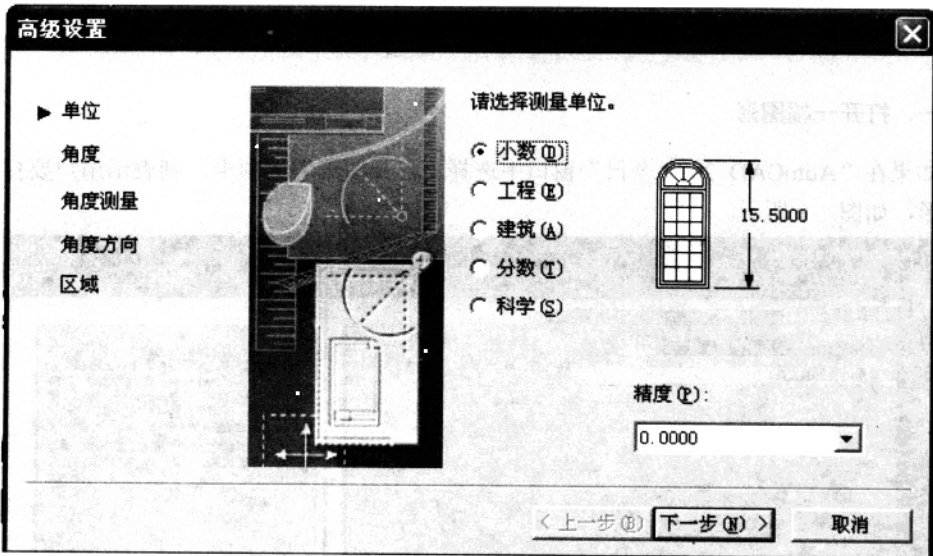 高级设置
单位
角度
角度测量
角度方向
区域
请选择测量单位。
小数(D)
工程(E)
建筑(A)
分数(T)
科学(S)
15.5000
精度(P):
0.0000
< 上一步(B)
下一步(N) >
取消